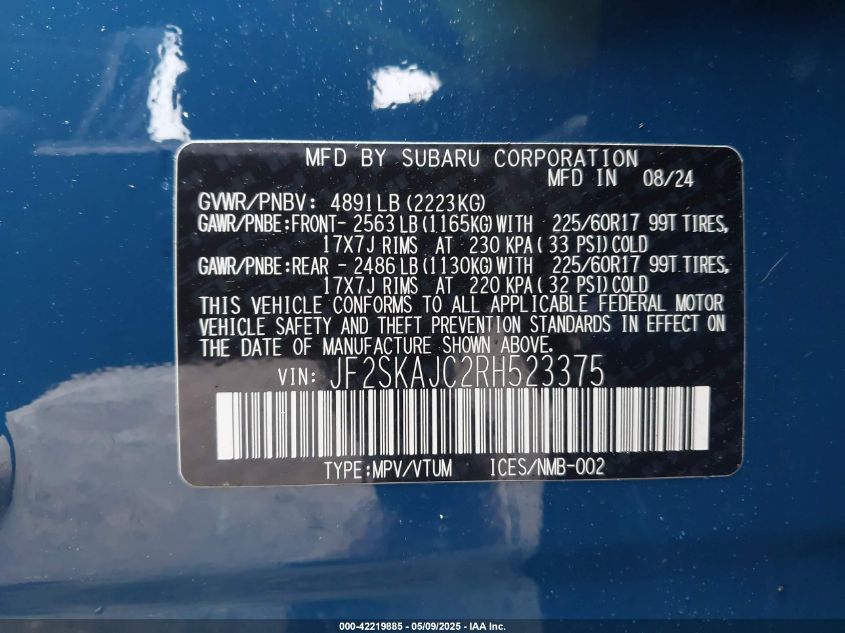 MFD BY SUBARU CORPORATION
MFD IN 08/24
GVWR/PNBV: 4891LB (2223KG)
GAWR/PNBE:FRONT- 2563 LB (1165KG) WITH 225/60R17 99T TIRES,
17X7J RIMS AT 230 KPA ( 33 PSI) COLD
GAWR/PNBE:REAR - 2486 LB (1130KG) WITH 225/60R17 99T TIRES,
17X7J RIMS AT 220 KPA ( 32 PSI) COLD
THIS VEHICLE CONFORMS TO ALL APPLICABLE FEDERAL MOTOR
VEHICLE SAFETY AND THEFT PREVENTION STANDARDS IN EFFECT ON
THE DATE OF MANUFACTURE SHOWN ABOVE.
VIN: JF2SKAJC2RH523375
TYPE:MPV/VTUM ICES/NMB-002
000-42219885 - 05/09/2025 - IAA Inc.